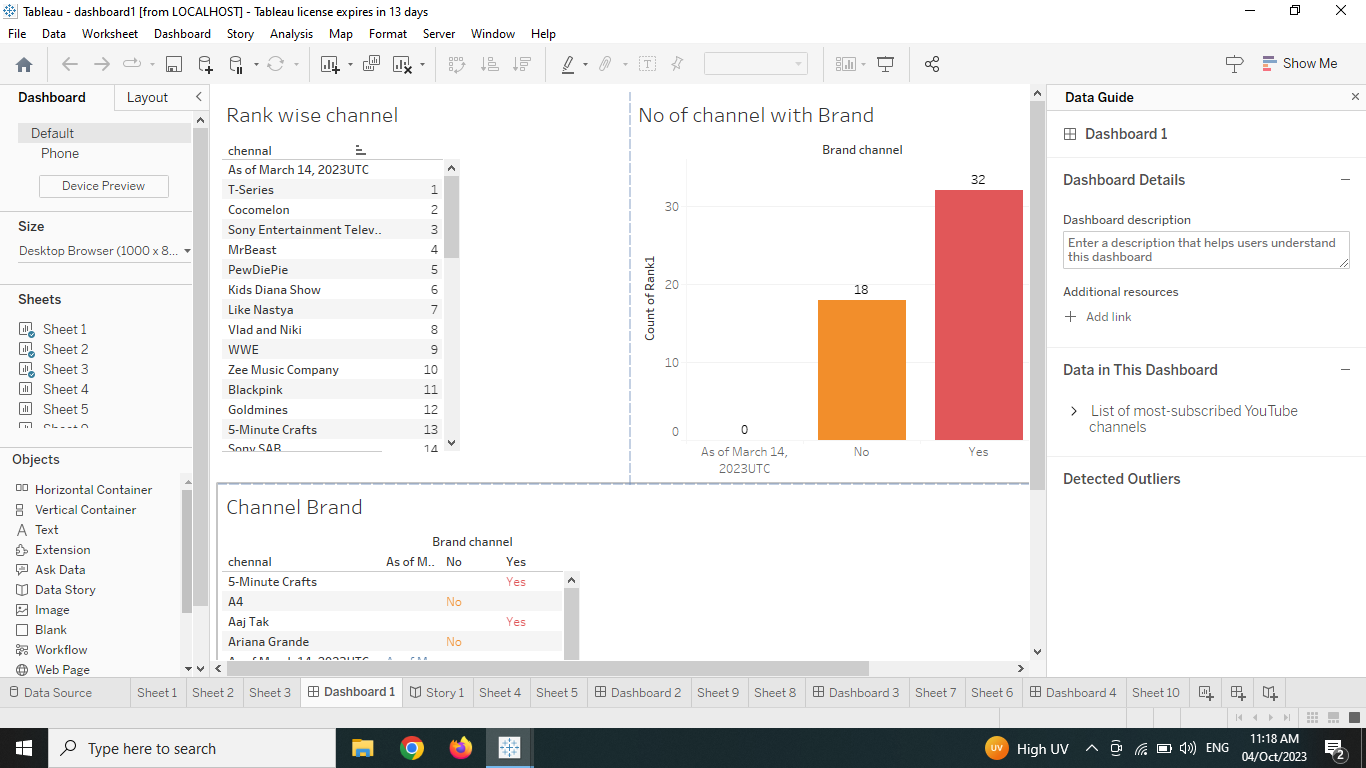 Tableau - dashboard1 [from LOCALHOST] - Tableau license expires in 13 days
File Data Worksheet Dashboard Story Analysis Map Format Server Window Help
Show Me
Dashboard Layout
Default
Phone
Device Preview
Size
Desktop Browser (1000 x 8...
Sheets
Sheet 1
Sheet 2
Sheet 3
Sheet 4
Sheet 5
Objects
Horizontal Container
Vertical Container
Text
Extension
Ask Data
Data Story
Image
Blank
Workflow
Web Page
Rank wise channel
chennal
As of March 14, 2023UTC
T-Series 1
Cocomelon 2
Sony Entertainment Telev.. 3
MrBeast 4
PewDiePie 5
Kids Diana Show 6
Like Nastya 7
Vlad and Niki 8
WWE 9
Zee Music Company 10
Blackpink 11
Goldmines 12
5-Minute Crafts 13
Sony SAB 14
No of channel with Brand
Brand channel
Count of Rank1
30
20
10
0
0
18
32
As of March 14,
2023UTC
No
Yes
Channel Brand
Brand channel
chennal As of M.. No Yes
5-Minute Crafts Yes
A4 No
Aaj Tak Yes
Ariana Grande No
As of March 14, 2023UTC As of M
Data Guide
Dashboard 1
Dashboard Details
Dashboard description
Enter a description that helps users understand
this dashboard
Additional resources
Add link
Data in This Dashboard
List of most-subscribed YouTube
channels
Detected Outliers
Data Source Sheet 1 Sheet 2 Sheet 3 Dashboard 1 Story 1 Sheet 4 Sheet 5 Dashboard 2 Sheet 9 Sheet 8 Dashboard 3 Sheet 7 Sheet 6 Dashboard 4 Sheet 10
Type here to search
UV High UV ENG
11:18 AM
04/Oct/2023
2